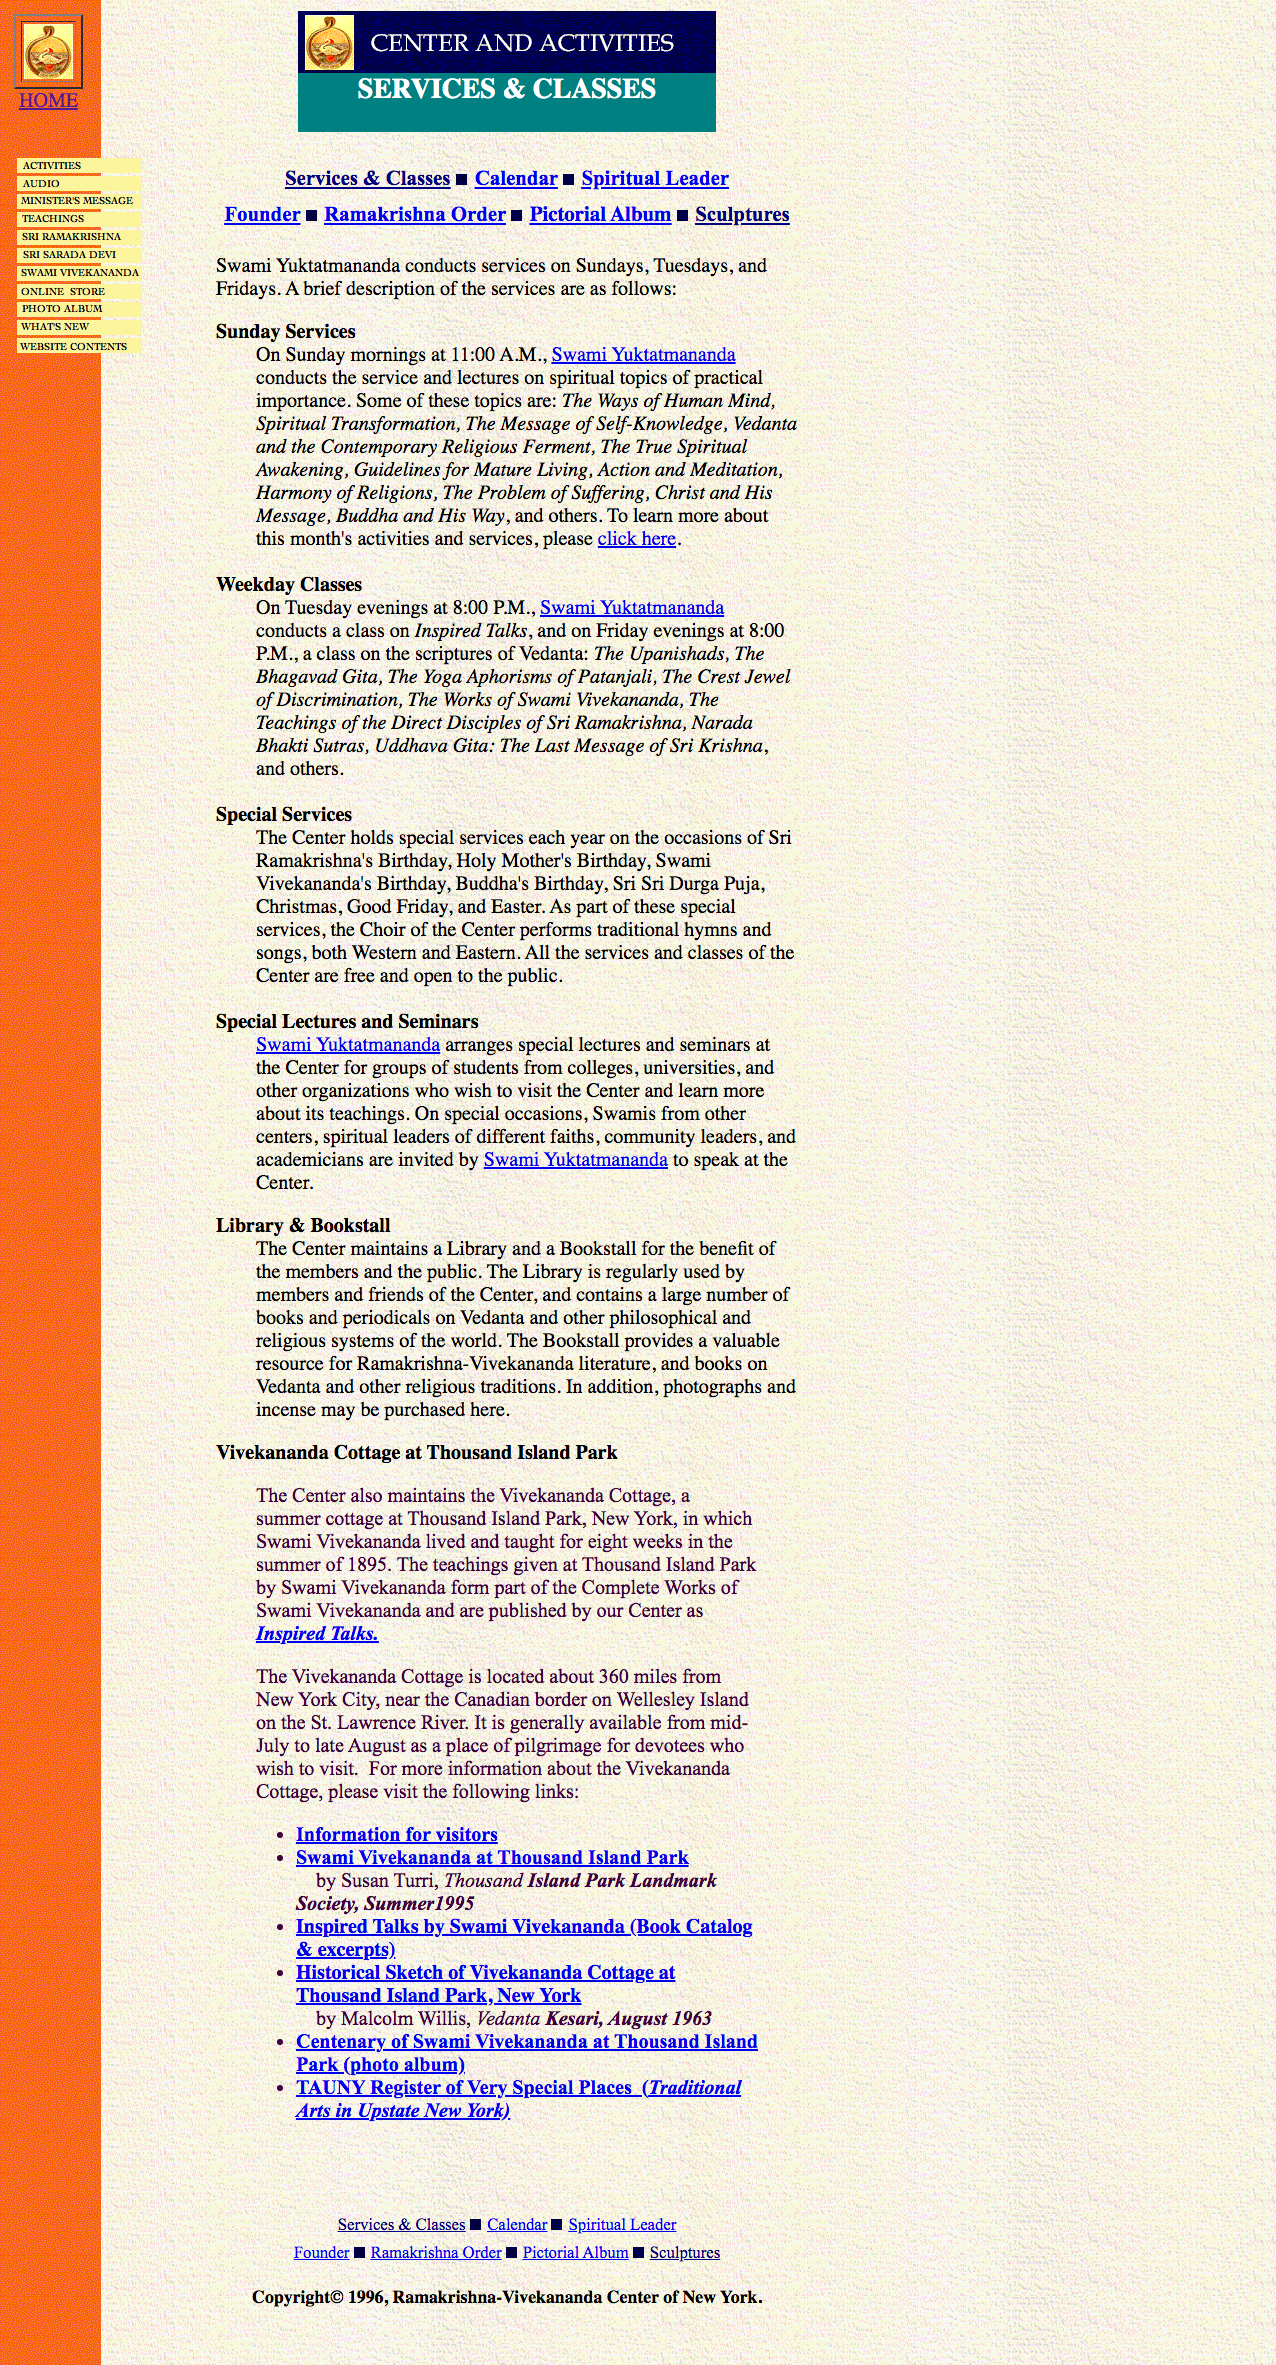 CENTER AND ACTIVITIES
SERVICES & CLASSES
HOME
ACTIVITIES
AUDIO
MINISTER'S MESSAGE
TEACHINGS
SRI RAMAKRISHNA
SRI SARADA DEVI
SWAMI VIVEKANANDA
ONLINE STORE
PHOTO ALBUM
WHAT'S NEW
WEBSITE CONTENTS
Services & Classes ■ Calendar ■ Spiritual Leader
Founder ■ Ramakrishna Order ■ Pictorial Album ■ Sculptures
Swami Yuktatmananda conducts services on Sundays, Tuesdays, and
Fridays. A brief description of the services are as follows:
Sunday Services
On Sunday mornings at 11:00 A.M., Swami Yuktatmananda
conducts the service and lectures on spiritual topics of practical
importance. Some of these topics are: The Ways of Human Mind,
Spiritual Transformation, The Message of Self-Knowledge, Vedanta
and the Contemporary Religious Ferment, The True Spiritual
Awakening, Guidelines for Mature Living, Action and Meditation,
Harmony of Religions, The Problem of Suffering, Christ and His
Message, Buddha and His Way, and others. To learn more about
this month's activities and services, please click here.
Weekday Classes
On Tuesday evenings at 8:00 P.M., Swami Yuktatmananda
conducts a class on Inspired Talks, and on Friday evenings at 8:00
P.M., a class on the scriptures of Vedanta: The Upanishads, The
Bhagavad Gita, The Yoga Aphorisms of Patanjali, The Crest Jewel
of Discrimination, The Works of Swami Vivekananda, The
Teachings of the Direct Disciples of Sri Ramakrishna, Narada
Bhakti Sutras, Uddhava Gita: The Last Message of Sri Krishna,
and others.
Special Services
The Center holds special services each year on the occasions of Sri
Ramakrishna's Birthday, Holy Mother's Birthday, Swami
Vivekananda's Birthday, Buddha's Birthday, Sri Sri Durga Puja,
Christmas, Good Friday, and Easter. As part of these special
services, the Choir of the Center performs traditional hymns and
songs, both Western and Eastern. All the services and classes of the
Center are free and open to the public.
Special Lectures and Seminars
Swami Yuktatmananda arranges special lectures and seminars at
the Center for groups of students from colleges, universities, and
other organizations who wish to visit the Center and learn more
about its teachings. On special occasions, Swamis from other
centers, spiritual leaders of different faiths, community leaders, and
academicians are invited by Swami Yuktatmananda to speak at the
Center.
Library & Bookstall
The Center maintains a Library and a Bookstall for the benefit of
the members and the public. The Library is regularly used by
members and friends of the Center, and contains a large number of
books and periodicals on Vedanta and other philosophical and
religious systems of the world. The Bookstall provides a valuable
resource for Ramakrishna-Vivekananda literature, and books on
Vedanta and other religious traditions. In addition, photographs and
incense may be purchased here.
Vivekananda Cottage at Thousand Island Park
The Center also maintains the Vivekananda Cottage, a
summer cottage at Thousand Island Park, New York, in which
Swami Vivekananda lived and taught for eight weeks in the
summer of 1895. The teachings given at Thousand Island Park
by Swami Vivekananda form part of the Complete Works of
Swami Vivekananda and are published by our Center as
Inspired Talks.
The Vivekananda Cottage is located about 360 miles from
New York City, near the Canadian border on Wellesley Island
on the St. Lawrence River. It is generally available from mid-
July to late August as a place of pilgrimage for devotees who
wish to visit.  For more information about the Vivekananda
Cottage, please visit the following links:
• Information for visitors
• Swami Vivekananda at Thousand Island Park
by Susan Turri, Thousand Island Park Landmark
Society, Summer1995
• Inspired Talks by Swami Vivekananda (Book Catalog
& excerpts)
• Historical Sketch of Vivekananda Cottage at
Thousand Island Park, New York
by Malcolm Willis, Vedanta Kesari, August 1963
• Centenary of Swami Vivekananda at Thousand Island
Park (photo album)
• TAUNY Register of Very Special Places  (Traditional
Arts in Upstate New York)
Services & Classes ■ Calendar ■ Spiritual Leader
Founder ■ Ramakrishna Order ■ Pictorial Album ■ Sculptures
Copyright© 1996, Ramakrishna-Vivekananda Center of New York.